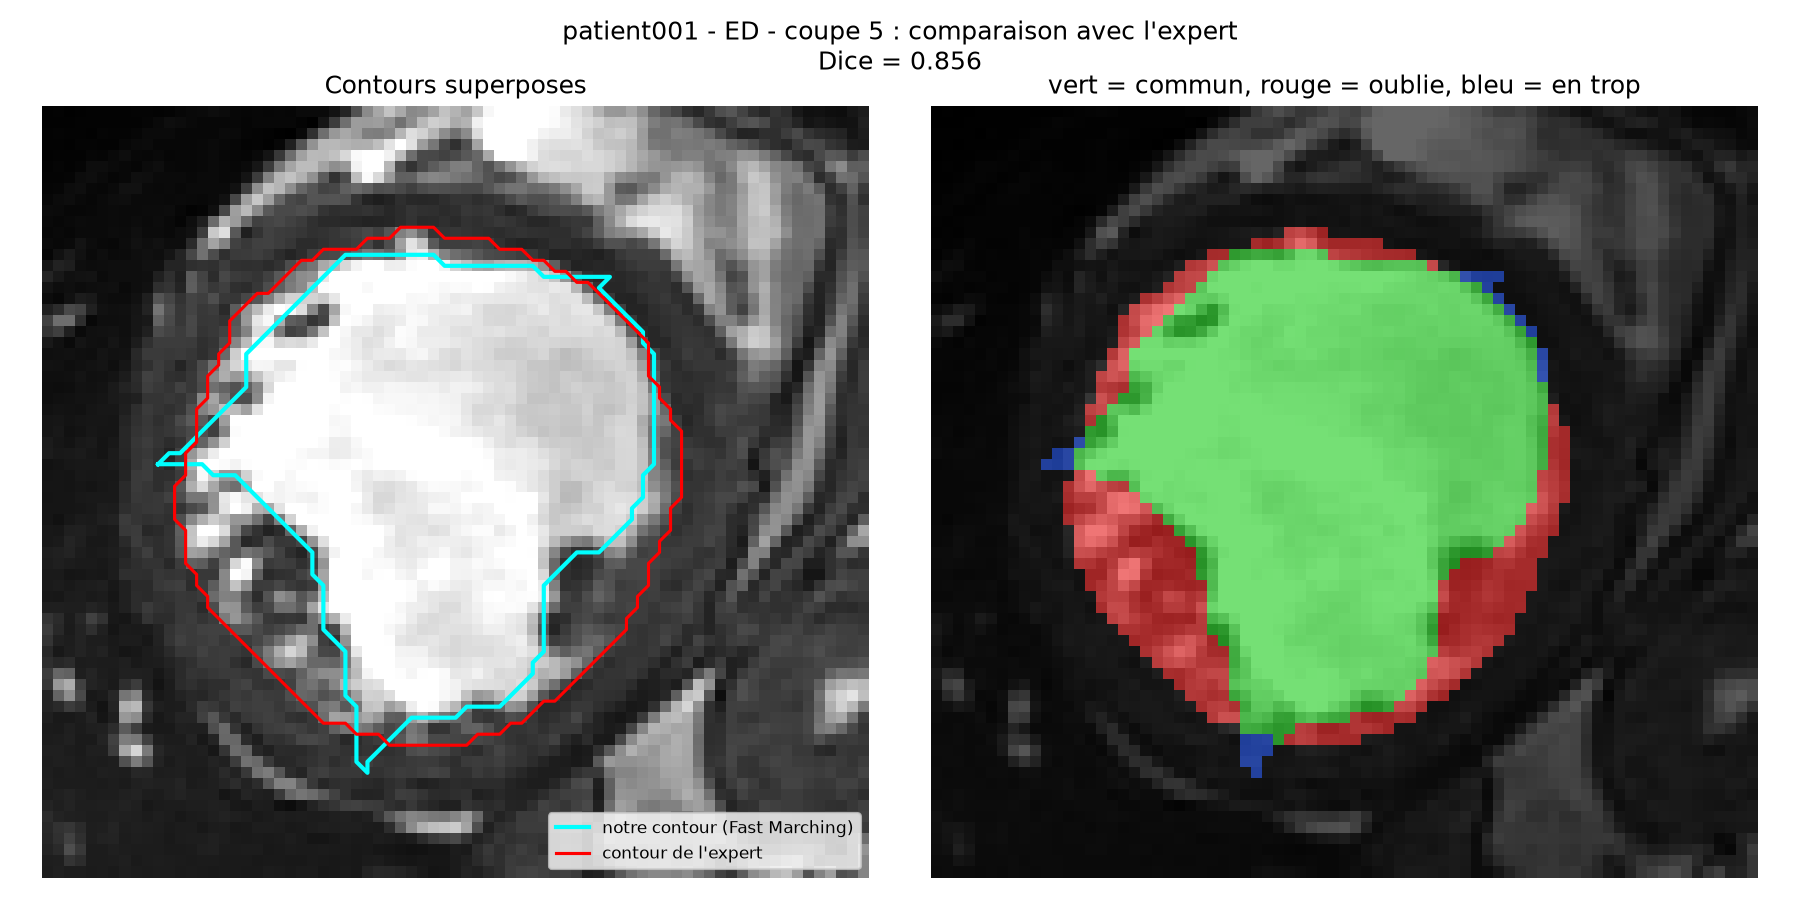 patient001 - ED - coupe 5 : comparaison avec l'expert
Dice = 0.856
Contours superposes
vert = commun, rouge = oublie, bleu = en trop
notre contour (Fast Marching)
contour de l'expert